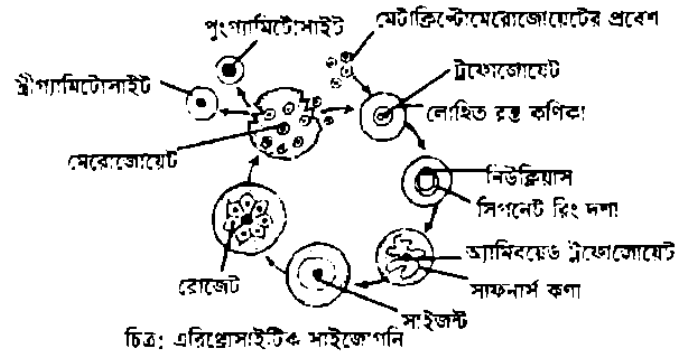 পুংগ্যামিটোসাইট
মেটাক্রিপ্টোমেরোজোয়েটের প্রবেশ
স্ত্রীগ্যামিটোসাইট
ট্রফোজোয়েট
লোহিত রক্ত কণিকা
মেরোজোয়েট
নিউক্লিয়াস
সিগনেট রিং দশা
অ্যামিবয়েড ট্রফোজোয়েট
রোজেট
সাফনার্স কণা
সাইজন্ট
চিত্র: এরিথ্রোসাইটিক সাইজোগনি